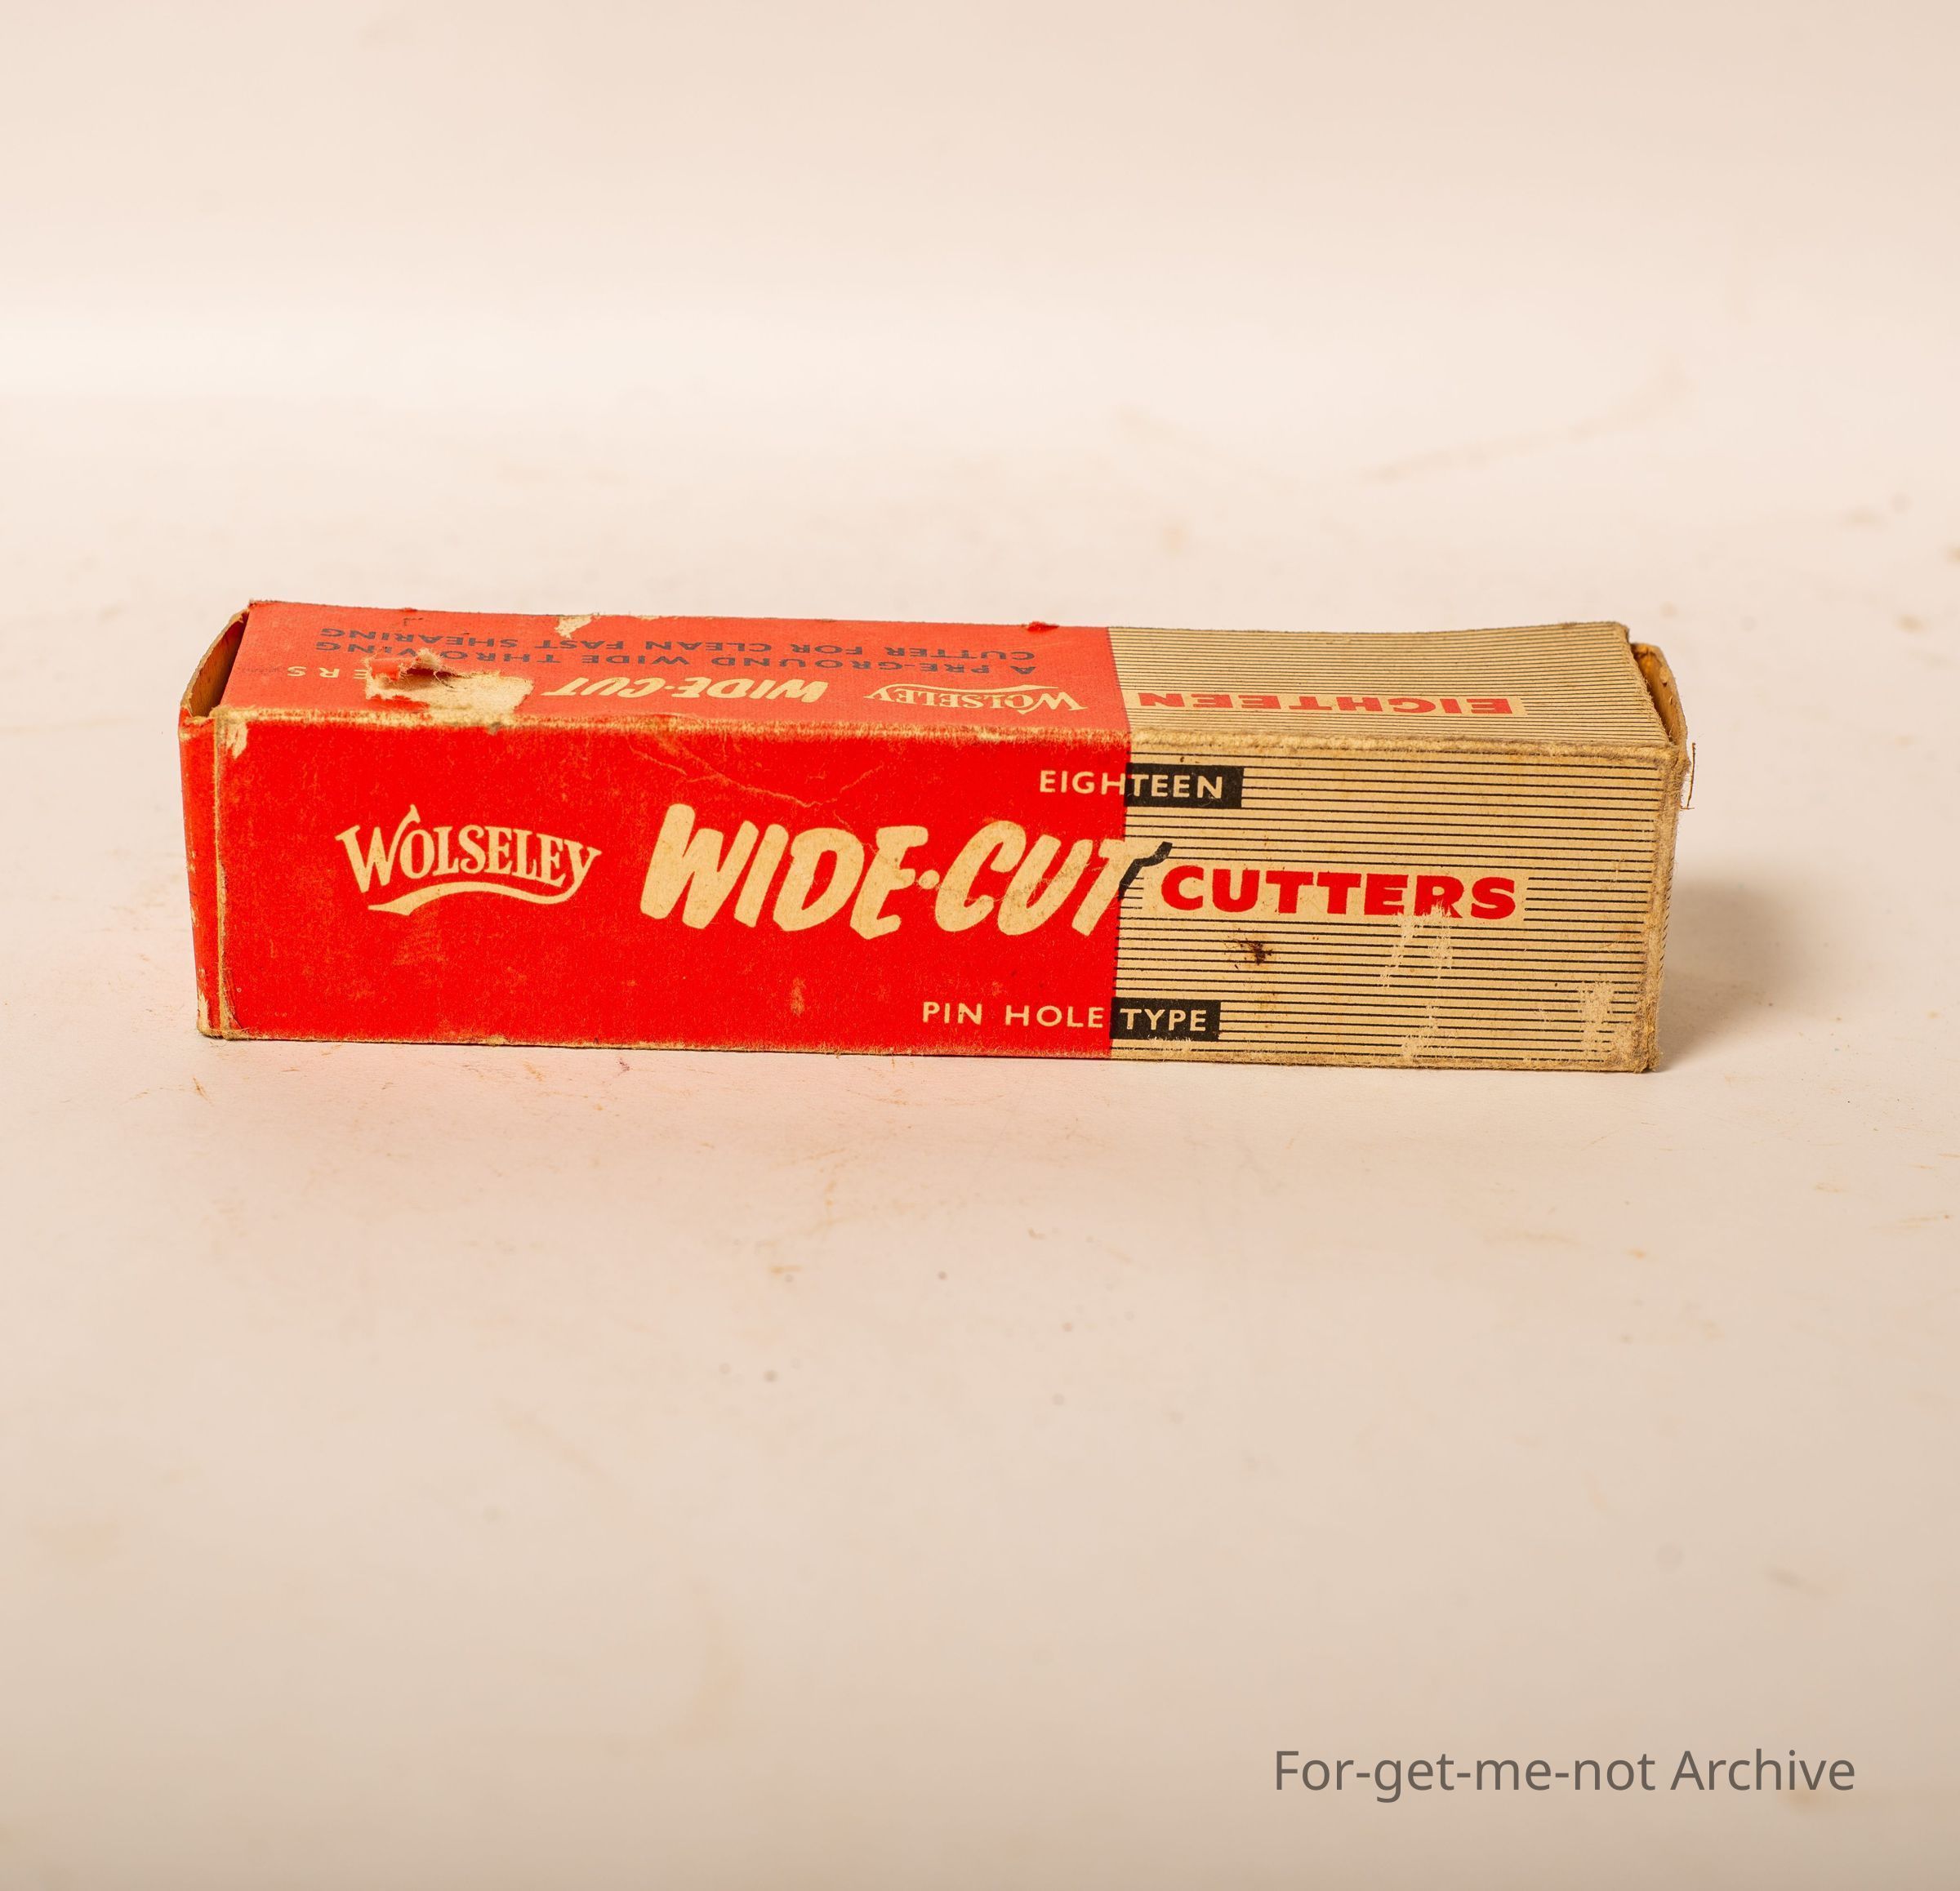 WOLSELEY WIDE-CUT
EIGHTEEN
A PRE-GROUND WIDE THROWING
CUTTER FOR CLEAN FAST SHEARING
EIGHTEEN
WOLSELEY WIDE·CUT CUTTERS
PIN HOLE TYPE
For-get-me-not Archive